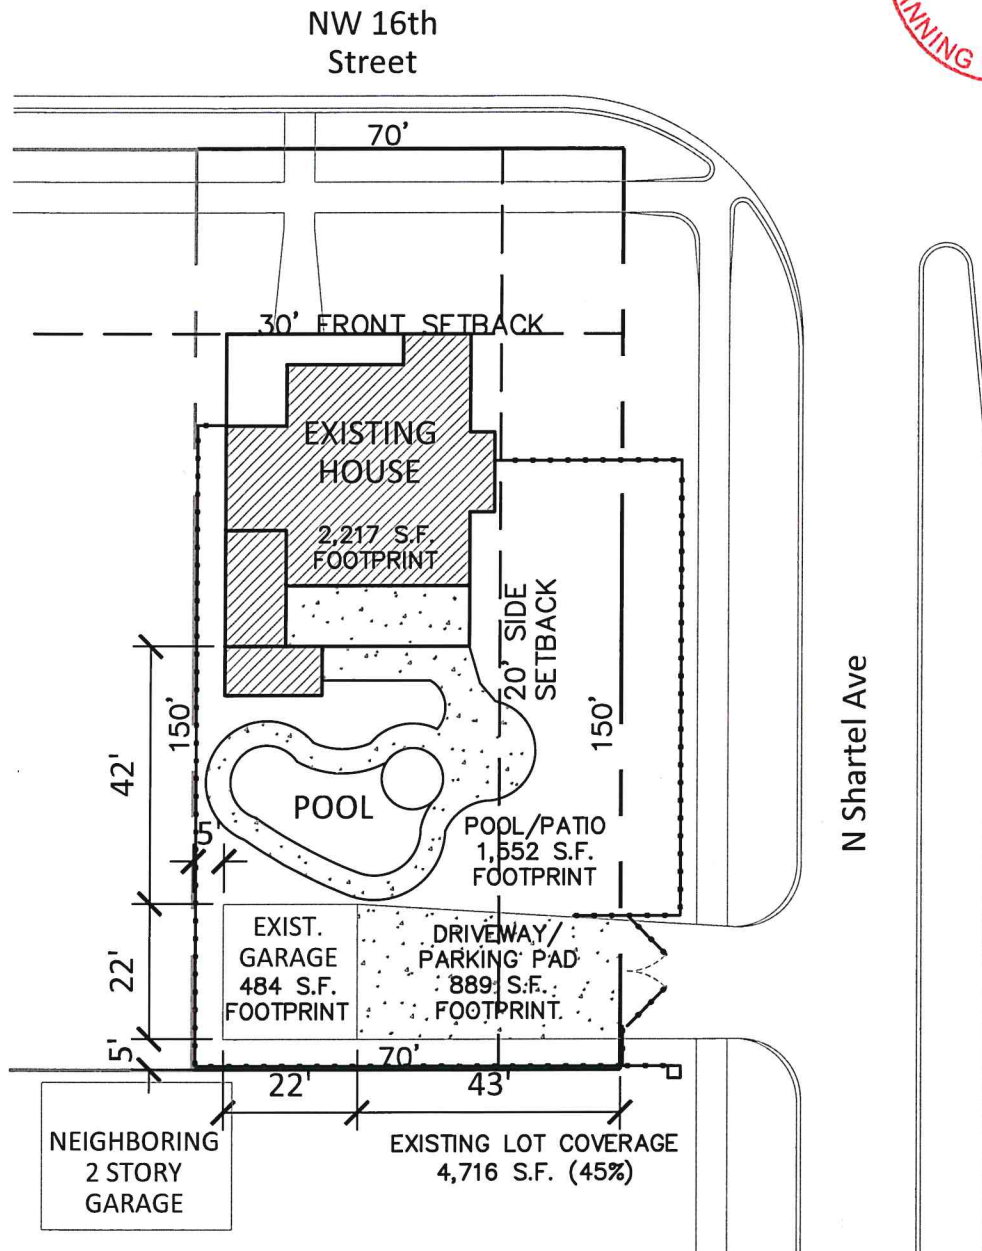 NW 16th
Street
NNING
70'
30' FRONT SETBACK
EXISTING
HOUSE
2,217 S.F.
FOOTPRINT
20' SIDE
SETBACK
150'
150'
N Shartel Ave
42'
POOL
5'
POOL/PATIO
1,552 S.F.
FOOTPRINT
EXIST.
GARAGE
484 S.F.
FOOTPRINT
DRIVEWAY/
PARKING PAD
889 S.F.
FOOTPRINT
22'
5'
70'
22'
43'
NEIGHBORING
2 STORY
GARAGE
EXISTING LOT COVERAGE
4,716 S.F. (45%)